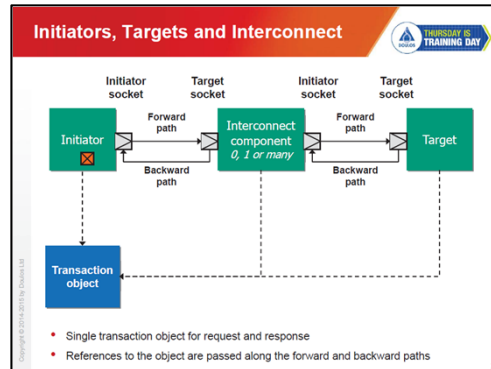 Initiators, Targets and Interconnect
DOULOS
THURSDAY IS
TRAINING DAY
Initiator
socket
Target
socket
Initiator
socket
Target
socket
Initiator
Forward
path
Backward
path
Interconnect
component
0, 1 or many
Forward
path
Backward
path
Target
Transaction
object
Copyright © 2014-2015 by Doulos Ltd
• Single transaction object for request and response
• References to the object are passed along the forward and backward paths